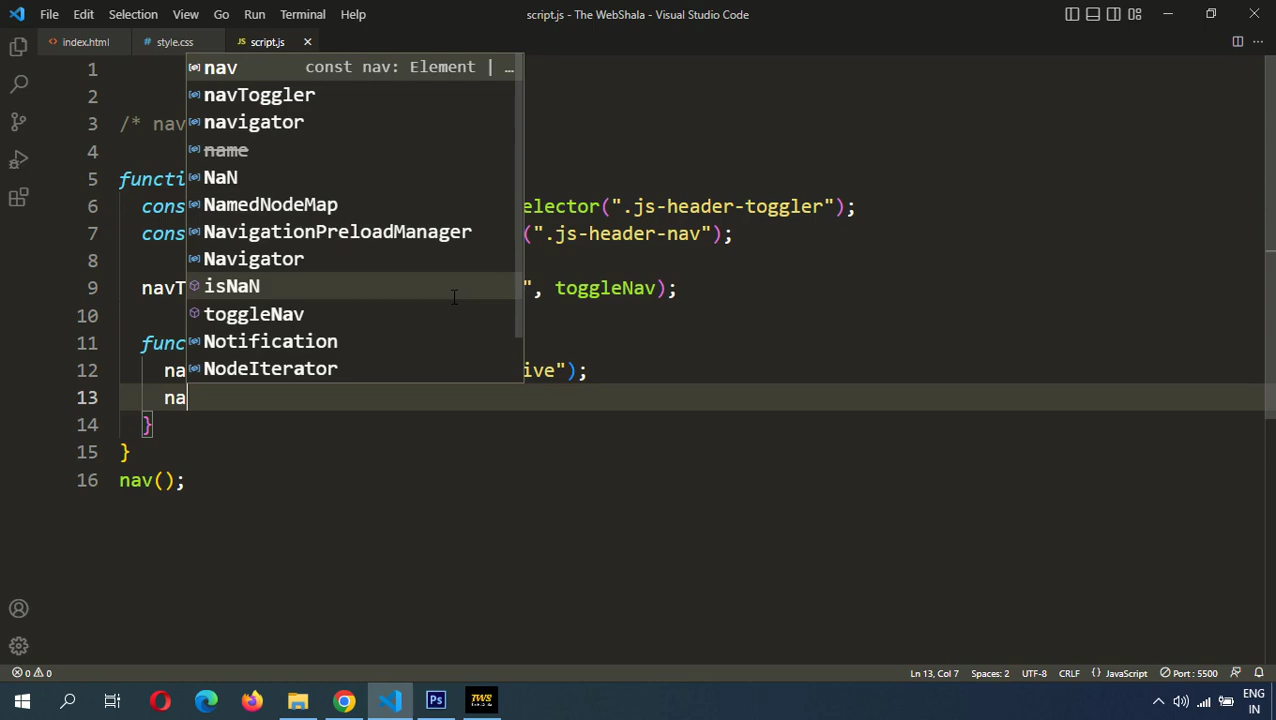 File Edit Selection View Go Run Terminal Help script.js - The WebShala - Visual Studio Code
index.html style.css JS script.js
1
2
3 /* nav
4
5 functi
6 cons elector(".js-header-toggler");
7 cons (".js-header-nav");
8
9 navT ", toggleNav);
10
11 func
12 na ive");
13 na
14 }
15 }
16 nav();
nav const nav: Element | …
navToggler
navigator
name
NaN
NamedNodeMap
NavigationPreloadManager
Navigator
isNaN
toggleNav
Notification
NodeIterator
0 0 Ln 13, Col 7 Spaces: 2 UTF-8 CRLF {} JavaScript Port : 5500
Ps TWS ENG
IN